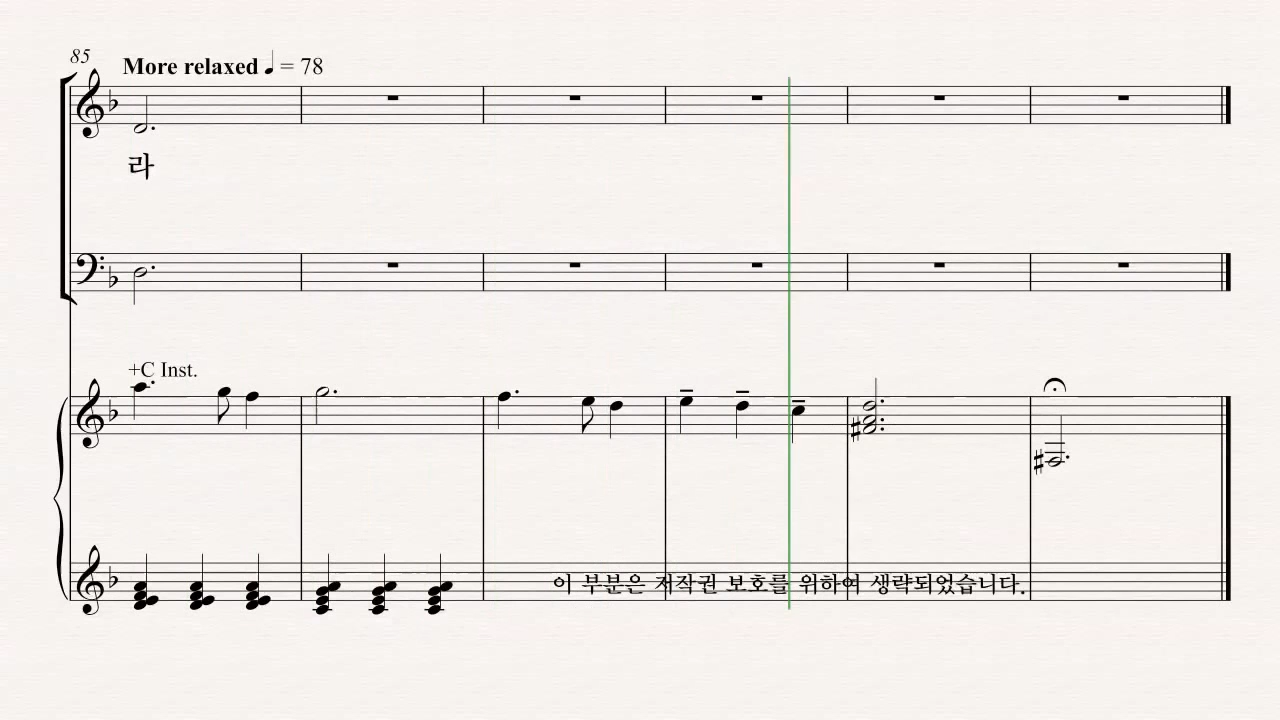 85
More relaxed ♩ = 78
라
+C Inst.
이 부분은 저작권 보호를 위하여 생략되었습니다.